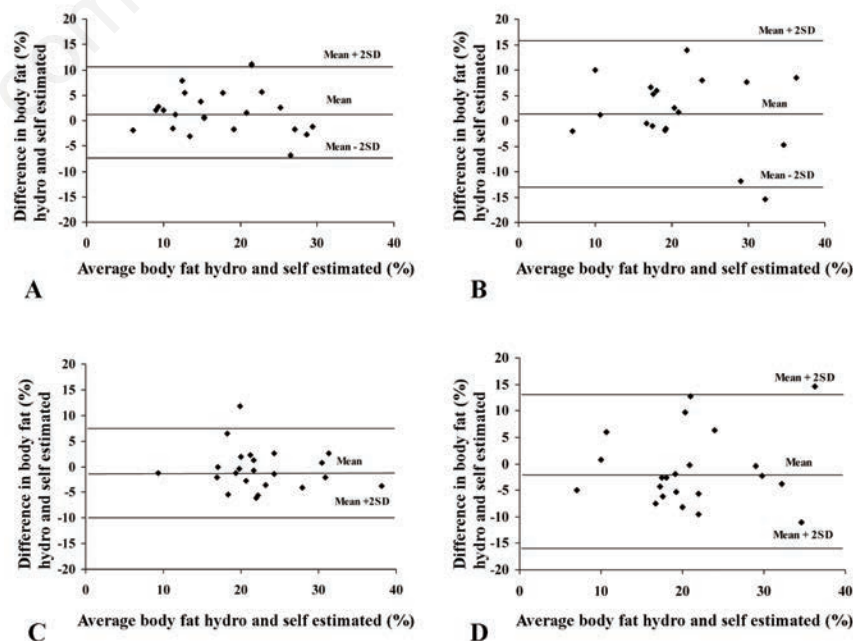 com
20
15
10
5
0
-5
-10
-15
-20
0 10 20 30 40
Difference in body fat (%)
hydro and self estimated
Mean + 2SD
Mean
Mean - 2SD
Average body fat hydro and self estimated (%)
A
20
15
10
5
0
-5
-10
-15
-20
0 10 20 30 40
Difference in body fat (%)
hydro and self estimated
Mean + 2SD
Mean
Mean - 2SD
Average body fat hydro and self estimated (%)
B
20
15
10
5
0
-5
-10
-15
-20
0 10 20 30 40
Difference in body fat (%)
hydro and self estimated
Mean
Mean +2SD
Average body fat hydro and self estimated (%)
C
20
15
10
5
0
-5
-10
-15
-20
0 10 20 30 40
Difference in body fat (%)
hydro and self estimated
Mean + 2SD
Mean
Mean + 2SD
Average body fat hydro and self estimated (%)
D